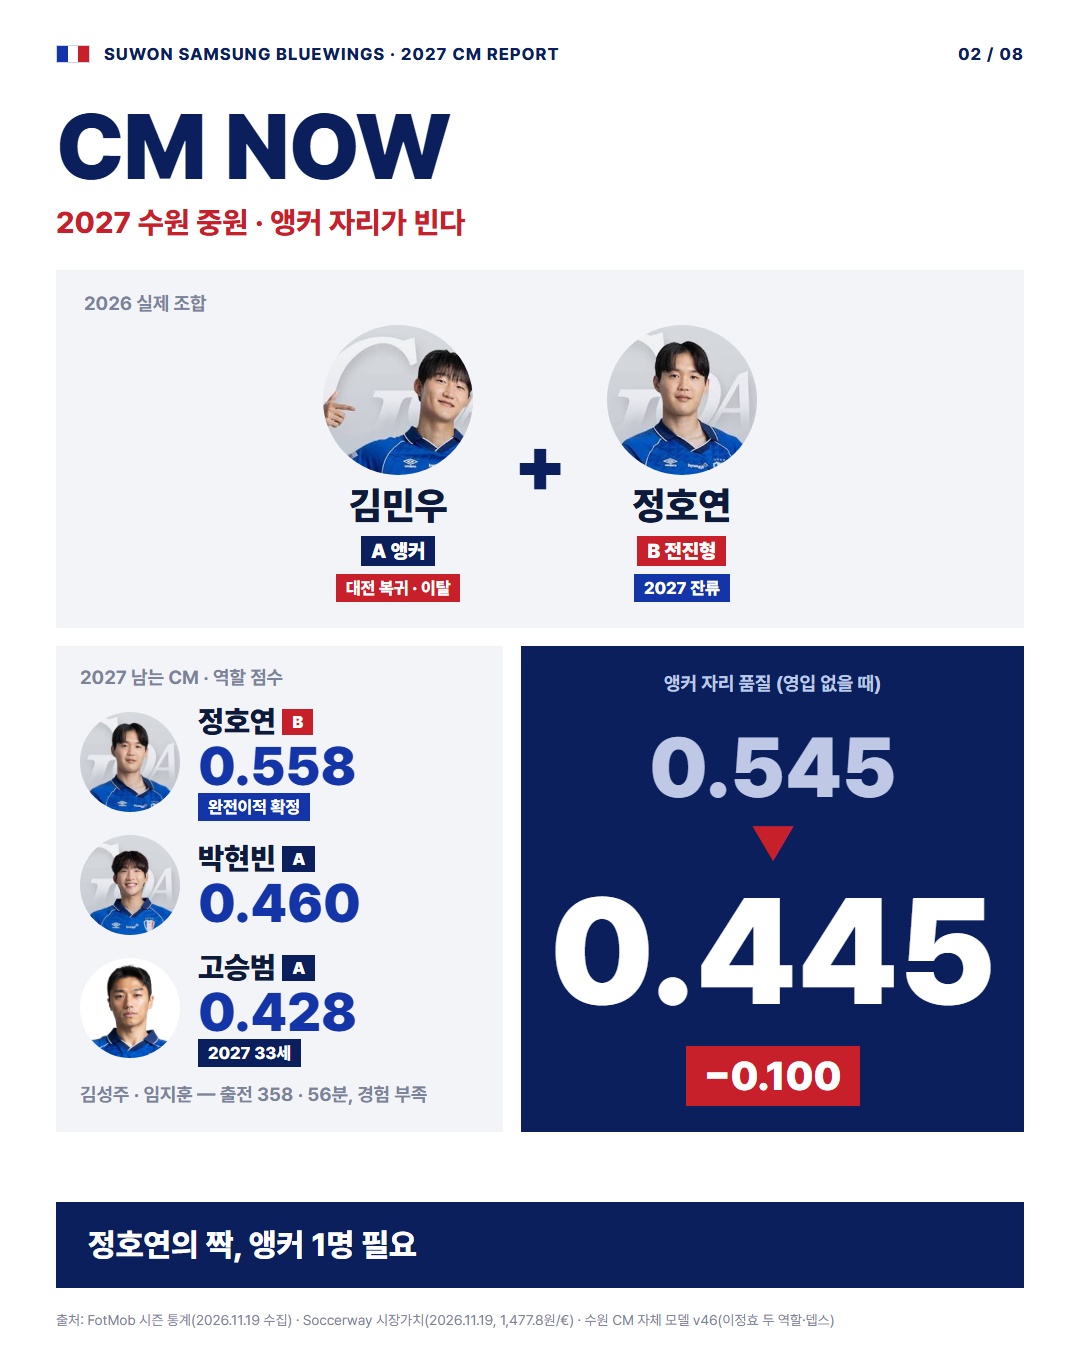 SUWON SAMSUNG BLUEWINGS · 2027 CM REPORT
02 / 08
CM NOW
2027 수원 중원 · 앵커 자리가 빈다
2026 실제 조합
김민우
A 앵커
대전 복귀 · 이탈
+
정호연
B 전진형
2027 잔류
2027 남는 CM · 역할 점수
정호연 B
0.558
완전이적 확정
박현빈 A
0.460
고승범 A
0.428
2027 33세
김성주 · 임지훈 — 출전 358 · 56분, 경험 부족
앵커 자리 품질 (영입 없을 때)
0.545
0.445
−0.100
정호연의 짝, 앵커 1명 필요
출처: FotMob 시즌 통계(2026.11.19 수집) · Soccerway 시장가치(2026.11.19, 1,477.8원/€) · 수원 CM 자체 모델 v46(이정효 두 역할·뎁스)